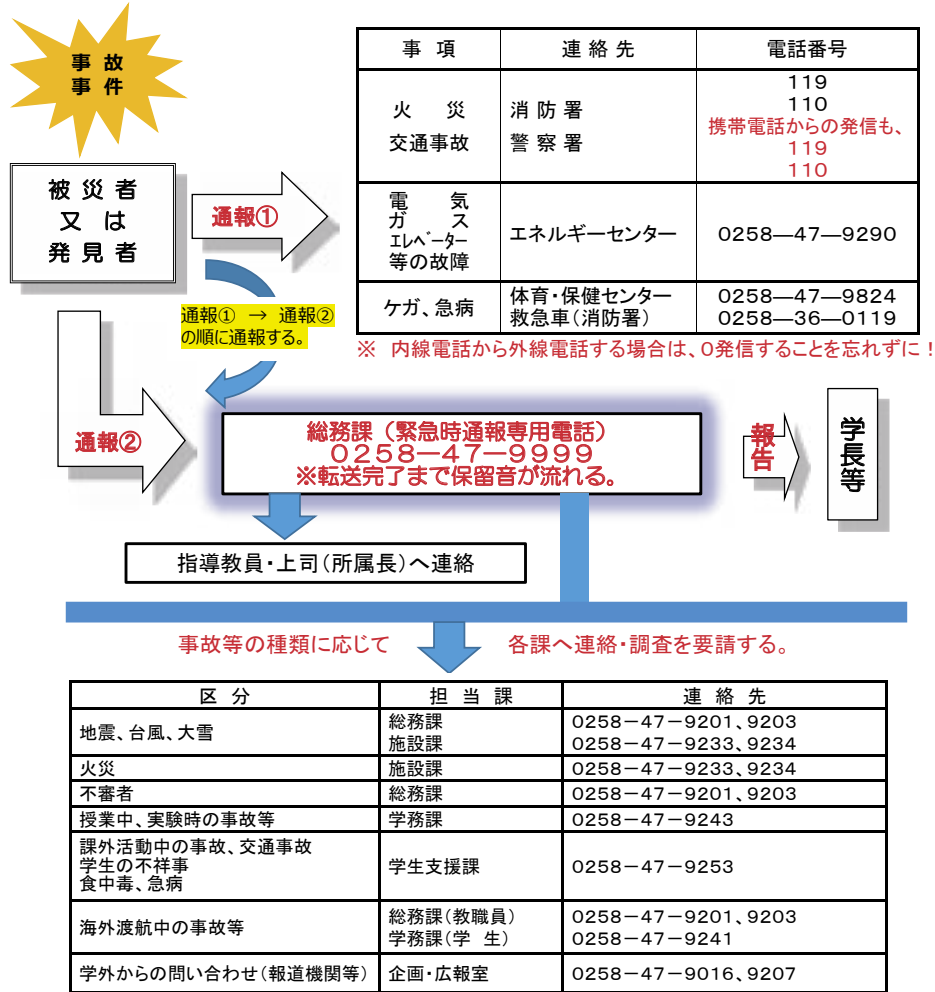 事 故
事 件
被 災 者
又 は
発 見 者
通報①
事 項 連 絡 先 電話番号
火 災 消 防 署 119
交通事故 警 察 署 110
携帯電話からの発信も、
119
110
電 気
ガ ス
エレベーター
等の故障
エネルギーセンター 0258―47―9290
ケガ、急病
体育・保健センター 0258―47―9824
救急車(消防署) 0258―36―0119
※ 内線電話から外線電話する場合は、0発信することを忘れずに!
通報① → 通報②
の順に通報する。
通報②
総務課(緊急時通報専用電話)
0258-47-9999
※転送完了まで保留音が流れる。
報告
学長等
指導教員・上司(所属長)へ連絡
事故等の種類に応じて 各課へ連絡・調査を要請する。
区 分 担 当 課 連 絡 先
地震、台風、大雪
総務課 0258-47-9201、9203
施設課 0258-47-9233、9234
火災 施設課 0258-47-9233、9234
不審者 総務課 0258-47-9201、9203
授業中、実験時の事故等 学務課 0258-47-9243
課外活動中の事故、交通事故
学生の不祥事
食中毒、急病
学生支援課 0258-47-9253
海外渡航中の事故等
総務課(教職員) 0258-47-9201、9203
学務課(学 生) 0258-47-9241
学外からの問い合わせ(報道機関等) 企画・広報室 0258-47-9016、9207